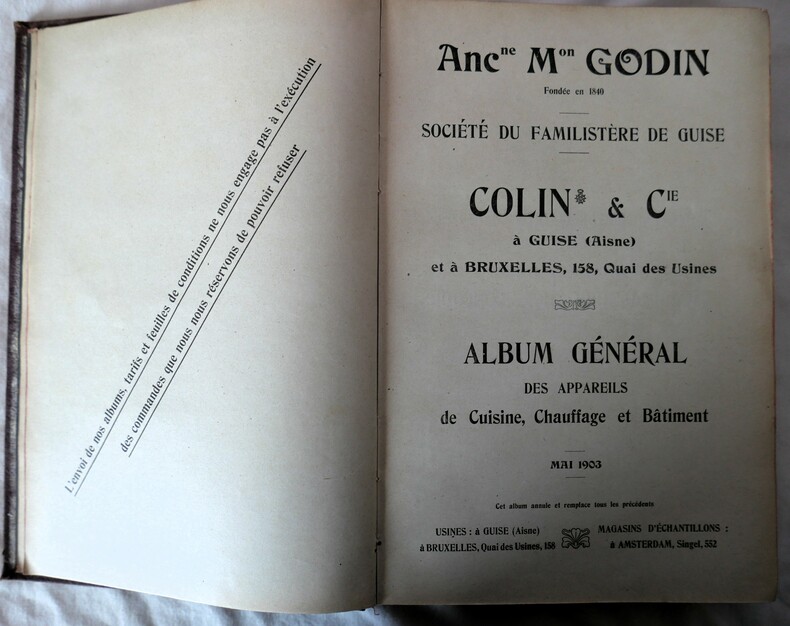 L'envoi de nos albums, tarifs et feuilles de conditions ne nous engage pas à l'exécution
des commandes que nous nous réservons de pouvoir refuser
Ancne Mon GODIN
Fondée en 1840
SOCIÉTÉ DU FAMILISTÈRE DE GUISE
COLIN & CIE
à GUISE (Aisne)
et à BRUXELLES, 158, Quai des Usines
ALBUM GÉNÉRAL
DES APPAREILS
de Cuisine, Chauffage et Bâtiment
MAI 1903
Cet album annule et remplace tous les précédents
USINES : à GUISE (Aisne)
à BRUXELLES, Quai des Usines, 158
MAGASINS D'ÉCHANTILLONS :
à AMSTERDAM, Singel, 552